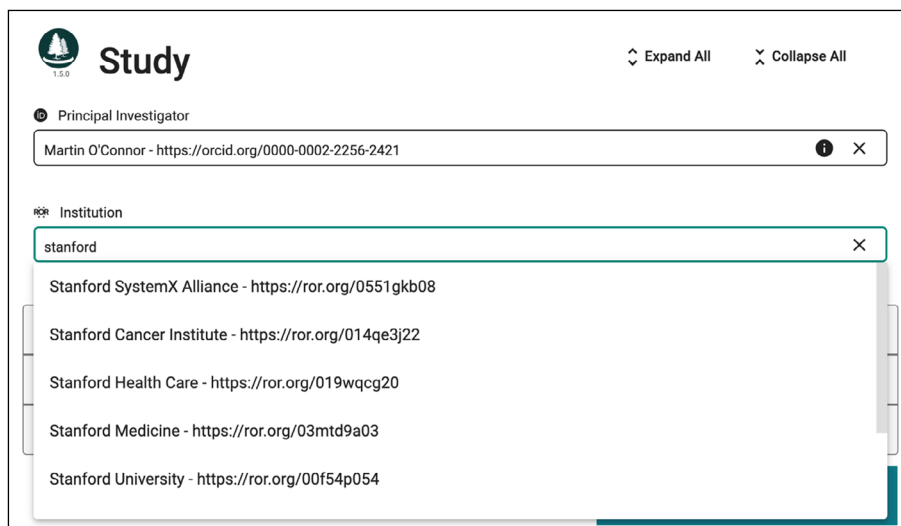 Study
1.5.0
Expand All
Collapse All
iD Principal Investigator
Martin O'Connor - https://orcid.org/0000-0002-2256-2421
ROR Institution
stanford
Stanford SystemX Alliance - https://ror.org/0551gkb08
Stanford Cancer Institute - https://ror.org/014qe3j22
Stanford Health Care - https://ror.org/019wqcg20
Stanford Medicine - https://ror.org/03mtd9a03
Stanford University - https://ror.org/00f54p054